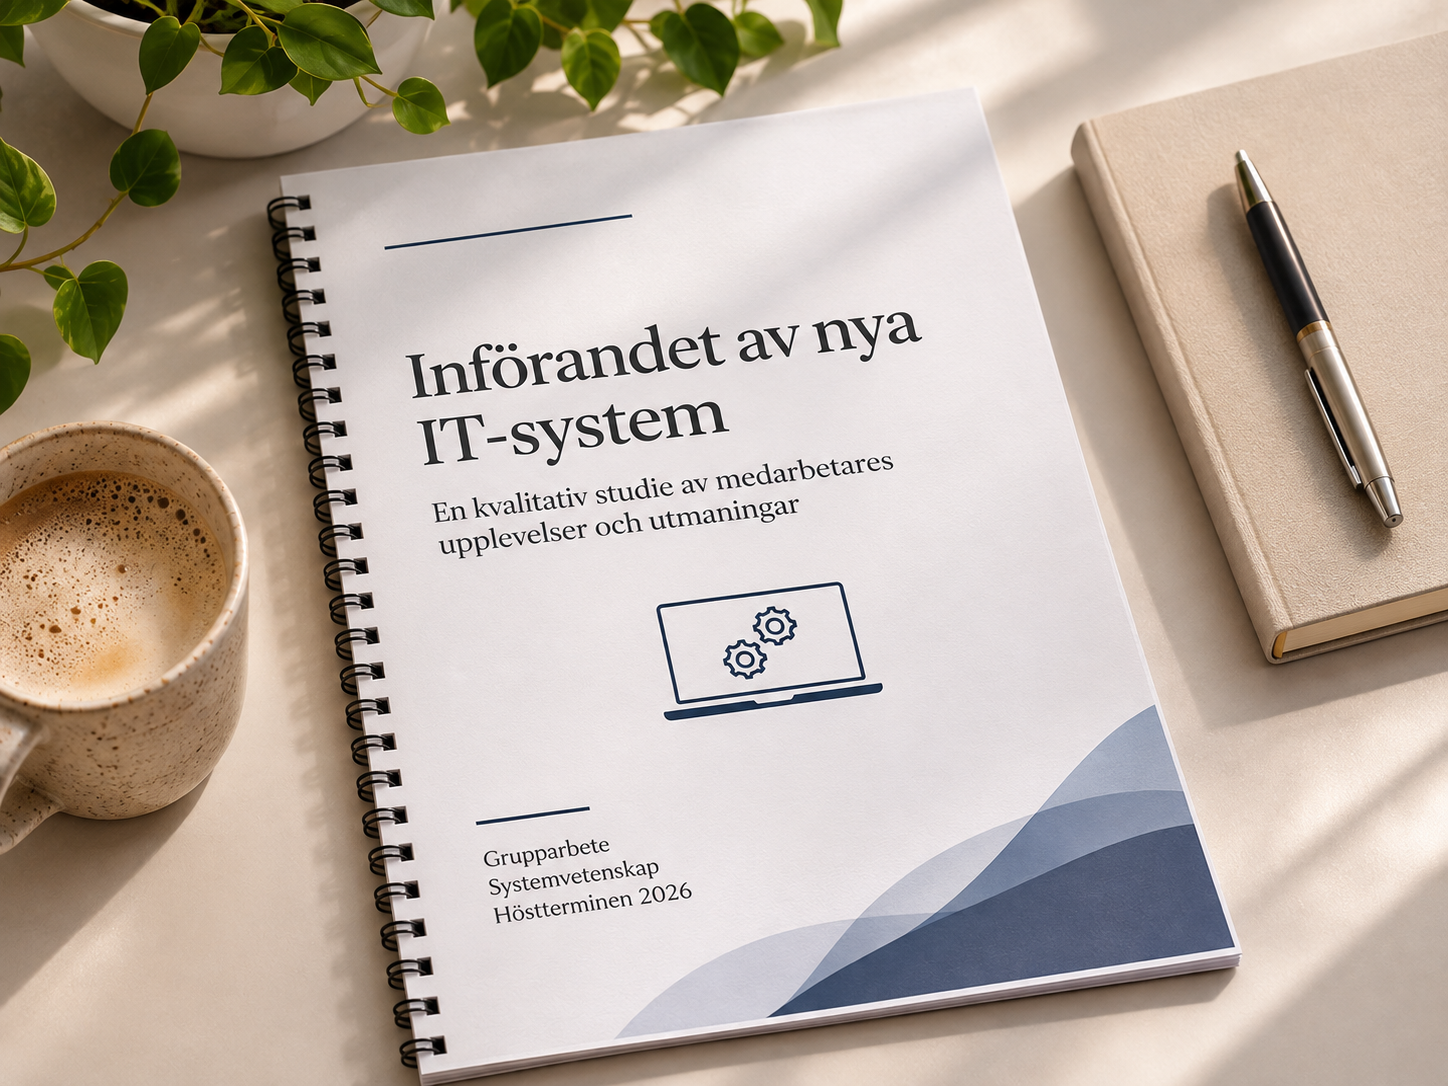 Införandet av nya
IT-system
En kvalitativ studie av medarbetares
upplevelser och utmaningar
Grupparbete
Systemvetenskap
Höstterminen 2026